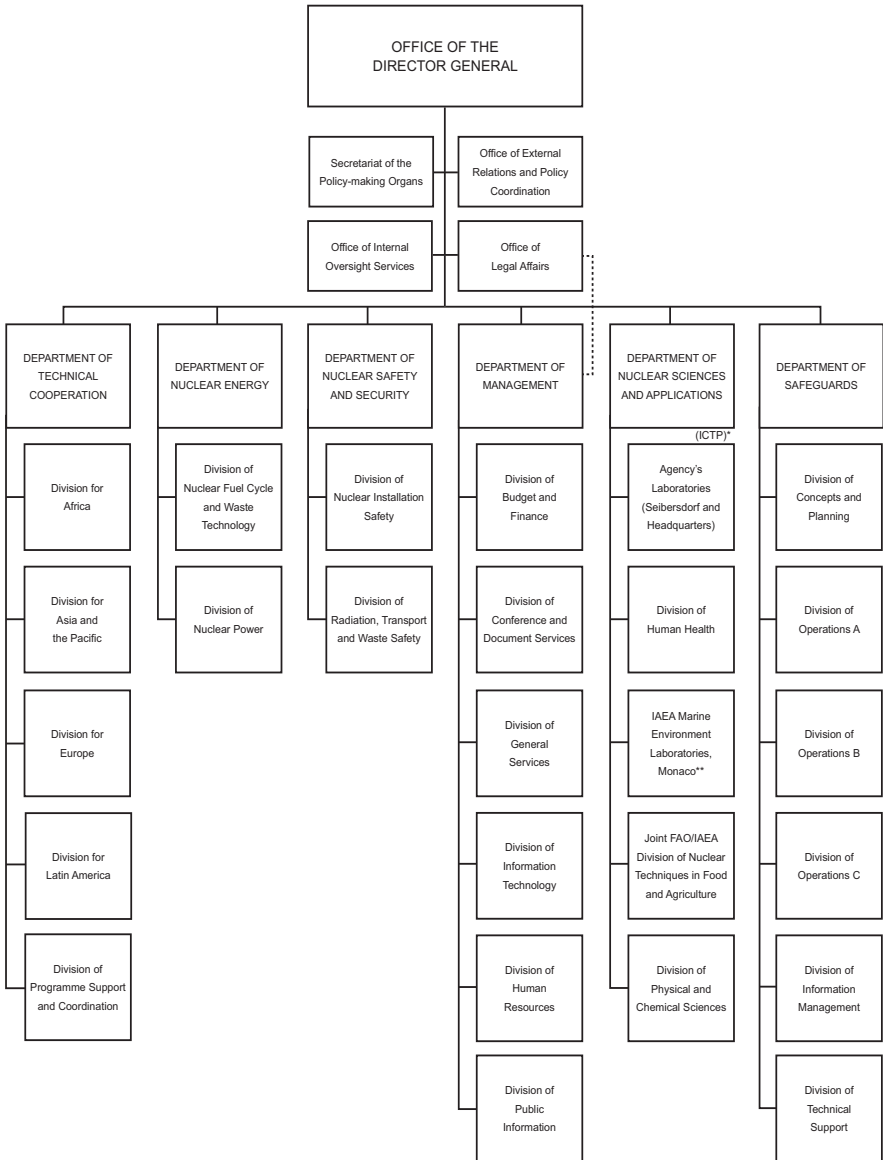 OFFICE OF THE
DIRECTOR GENERAL
Secretariat of the
Policy-making Organs
Office of External
Relations and Policy
Coordination
Office of Internal
Oversight Services
Office of
Legal Affairs
DEPARTMENT OF
TECHNICAL
COOPERATION
DEPARTMENT OF
NUCLEAR ENERGY
DEPARTMENT OF
NUCLEAR SAFETY
AND SECURITY
DEPARTMENT OF
MANAGEMENT
DEPARTMENT OF
NUCLEAR SCIENCES
AND APPLICATIONS
DEPARTMENT OF
SAFEGUARDS
(ICTP)*
Division for
Africa
Division of
Nuclear Fuel Cycle
and Waste
Technology
Division of
Nuclear Installation
Safety
Division of
Budget and
Finance
Agency's
Laboratories
(Seibersdorf and
Headquarters)
Division of
Concepts and
Planning
Division for
Asia and
the Pacific
Division of
Nuclear Power
Division of
Radiation, Transport
and Waste Safety
Division of
Conference and
Document Services
Division of
Human Health
Division of
Operations A
Division for
Europe
Division of
General
Services
IAEA Marine
Environment
Laboratories,
Monaco**
Division of
Operations B
Division for
Latin America
Division of
Information
Technology
Joint FAO/IAEA
Division of Nuclear
Techniques in Food
and Agriculture
Division of
Operations C
Division of
Programme Support
and Coordination
Division of
Human
Resources
Division of
Physical and
Chemical Sciences
Division of
Information
Management
Division of
Public
Information
Division of
Technical
Support